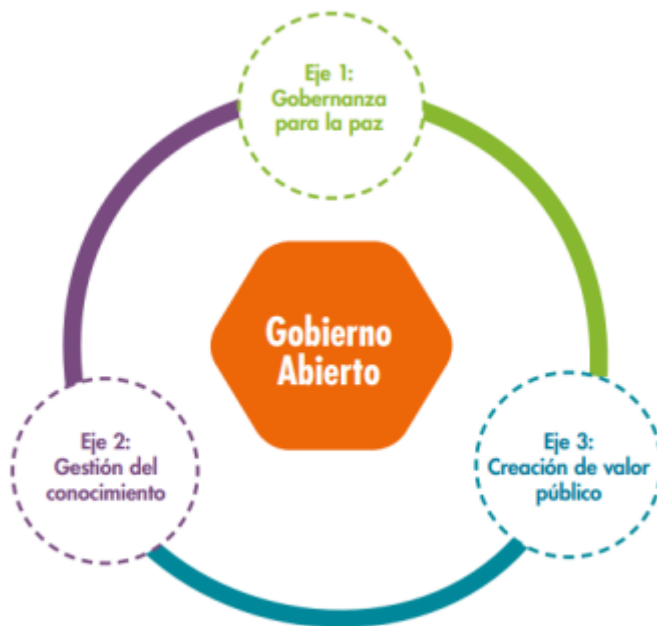 Eje 1:
Gobernanza
para la paz
Gobierno
Abierto
Eje 2:
Gestión del
conocimiento
Eje 3:
Creación de valor
público